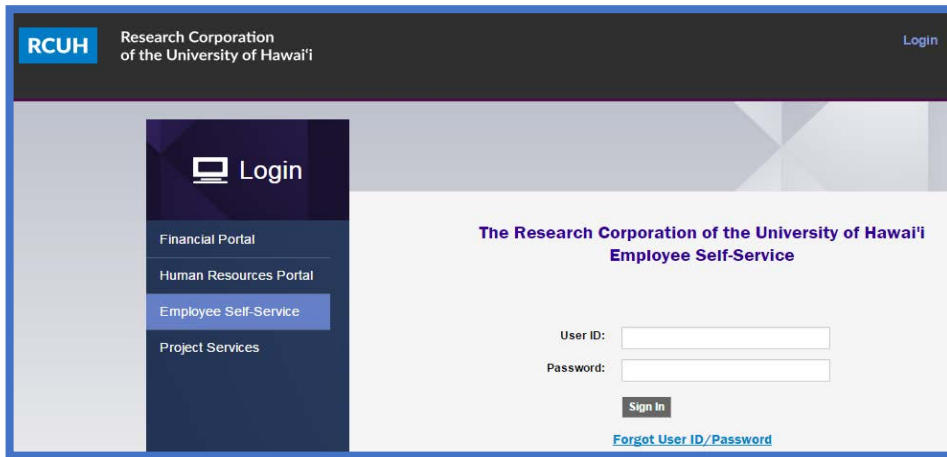 RCUH
Research Corporation
of the University of Hawaiʻi
Login
Login
Financial Portal
Human Resources Portal
Employee Self-Service
Project Services
The Research Corporation of the University of Hawai'i
Employee Self-Service
User ID:
Password:
Sign In
Forgot User ID/Password